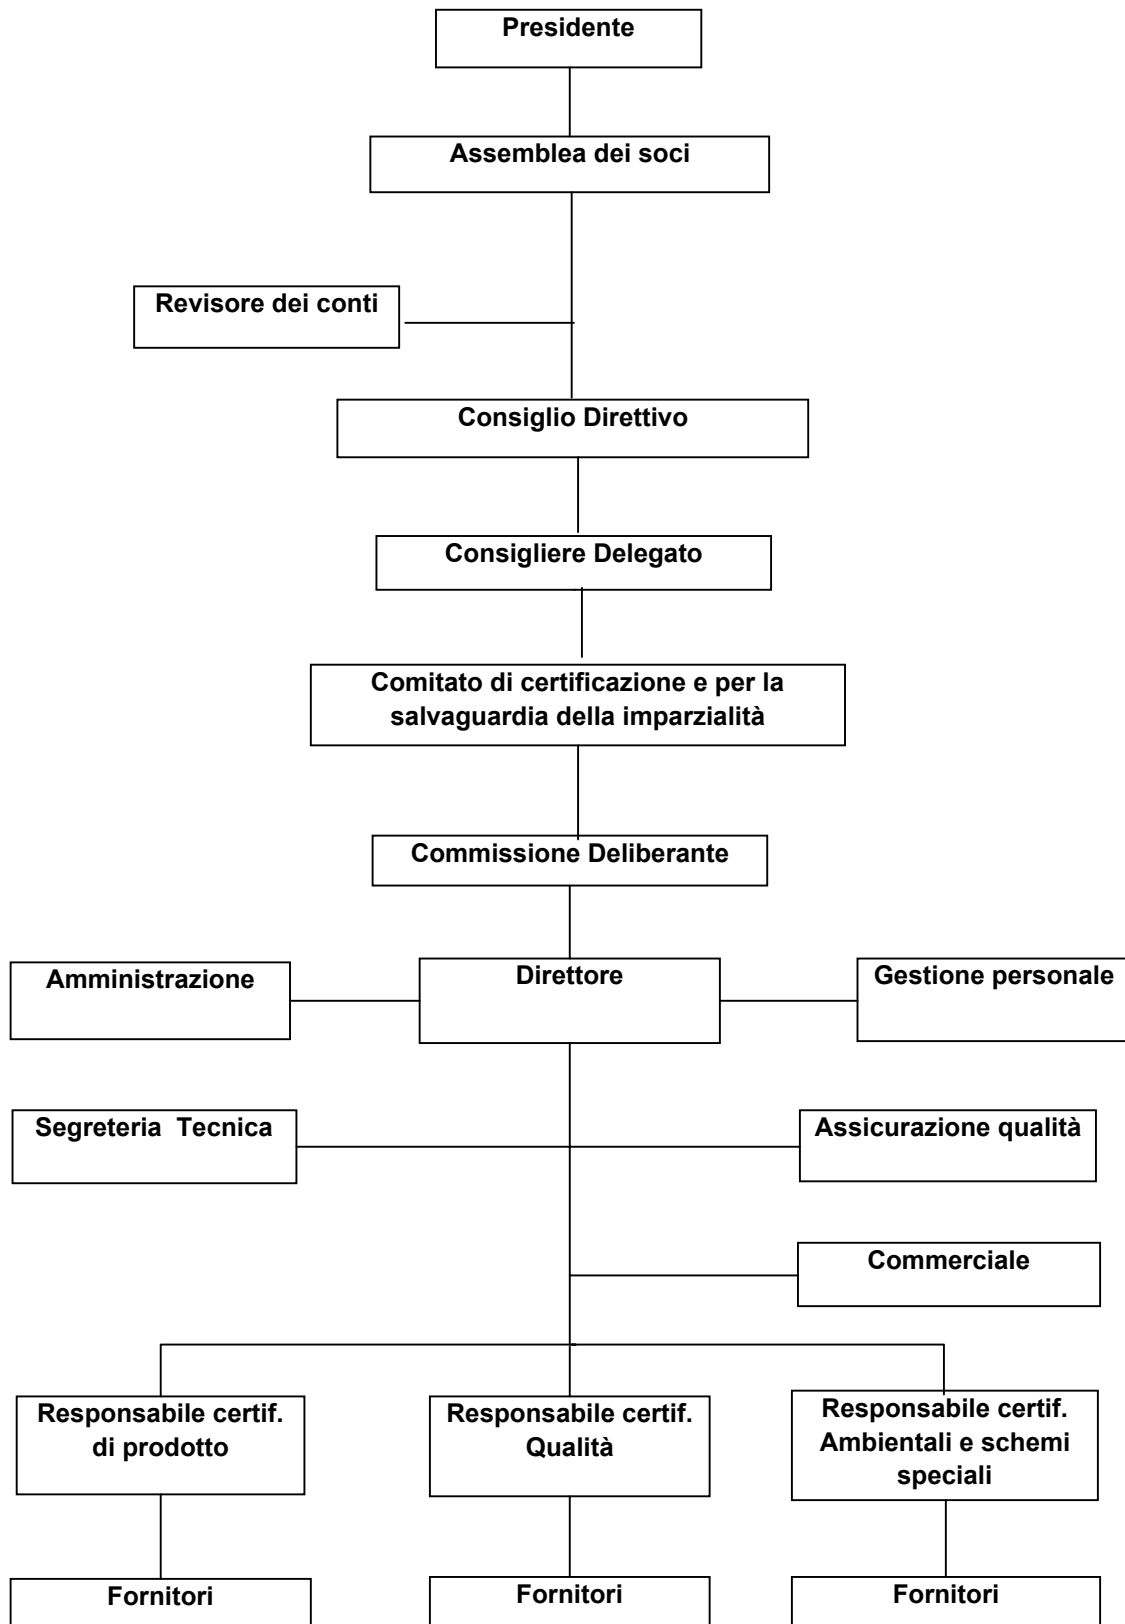 Presidente
Assemblea dei soci
Revisore dei conti
Consiglio Direttivo
Consigliere Delegato
Comitato di certificazione e per la
salvaguardia della imparzialità
Commissione Deliberante
Amministrazione
Direttore
Gestione personale
Segreteria Tecnica
Assicurazione qualità
Commerciale
Responsabile certif.
di prodotto
Responsabile certif.
Qualità
Responsabile certif.
Ambientali e schemi
speciali
Fornitori
Fornitori
Fornitori